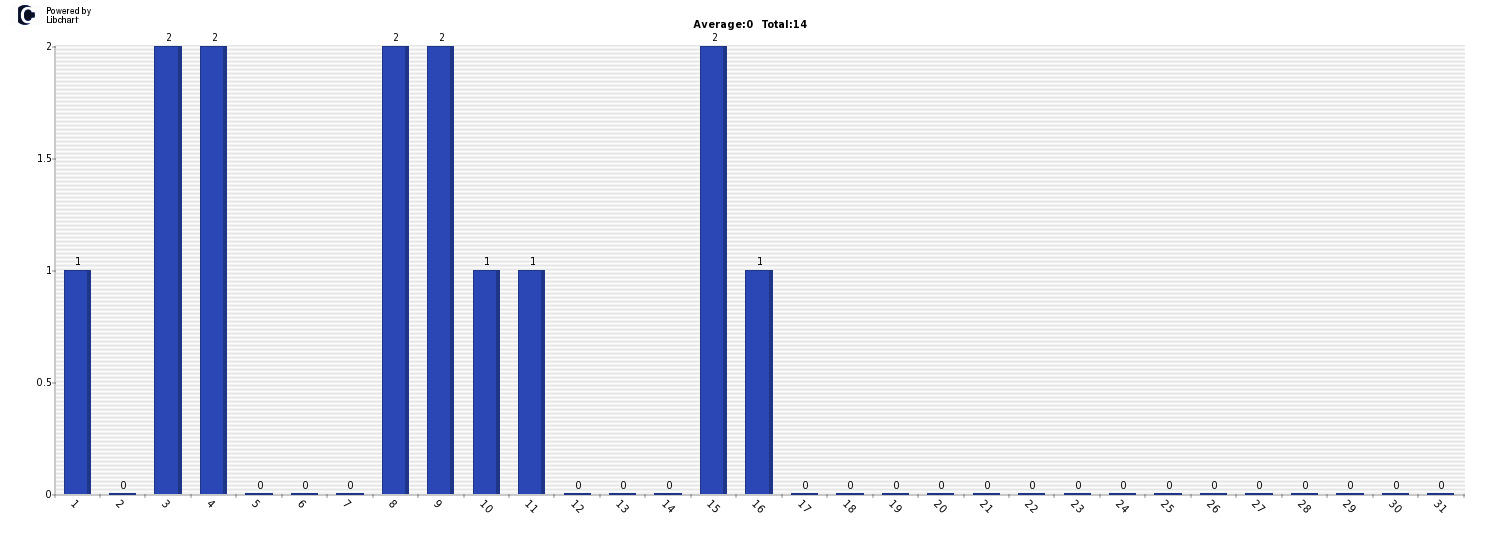 Powered by
Libchart
Average:0 Total:14
2 2 2 2 2
2
1.5
1 1 1 1
1
0.5
0 0 0 0 0 0 0 0 0 0 0 0 0 0 0 0 0 0 0 0 0 0
0
1 2 3 4 5 6 7 8 9 10 11 12 13 14 15 16 17 18 19 20 21 22 23 24 25 26 27 28 29 30 31